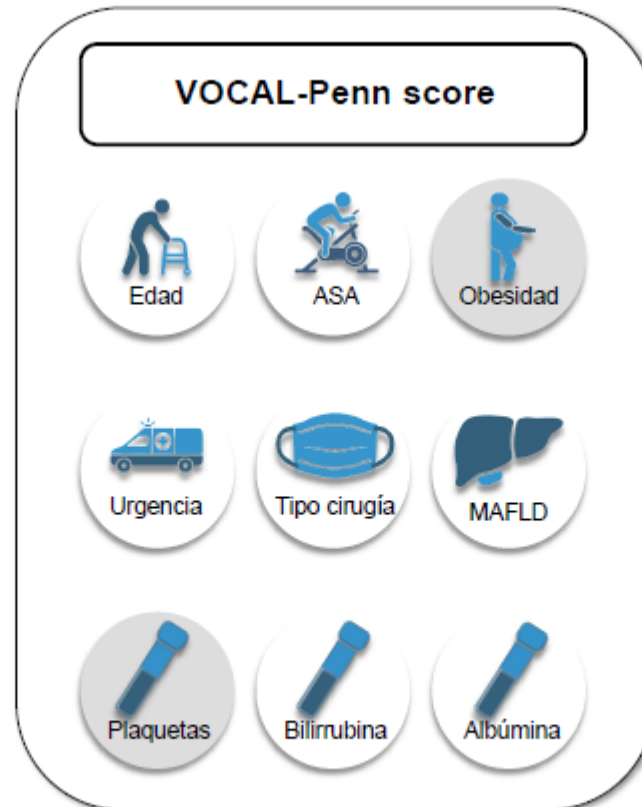 VOCAL-Penn score
Edad
ASA
Obesidad
Urgencia
Tipo cirugía
MAFLD
Plaquetas
Bilirrubina
Albúmina